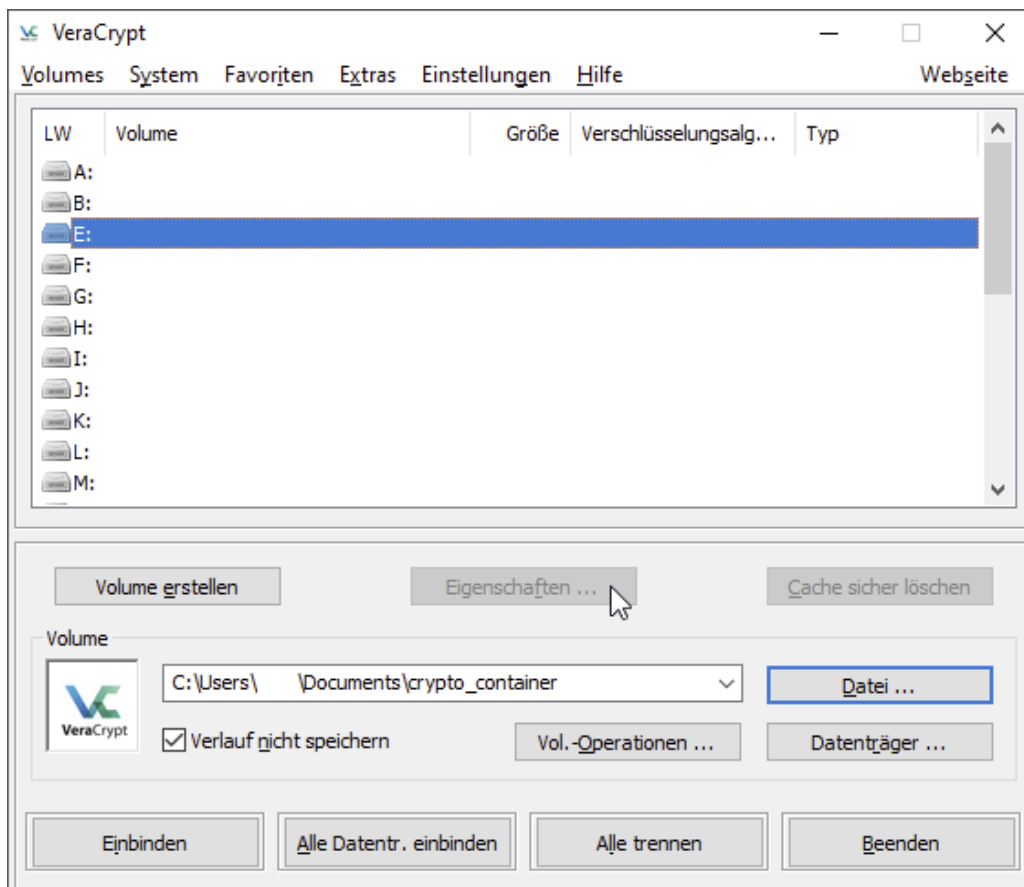 VeraCrypt
Volumes System Favoriten Extras Einstellungen Hilfe Webseite
LW Volume Größe Verschlüsselungsalg... Typ
A:
B:
E:
F:
G:
H:
I:
J:
K:
L:
M:
Volume erstellen Eigenschaften ... Cache sicher löschen
Volume
C:\Users\ \Documents\crypto_container Datei ...
VeraCrypt
Verlauf nicht speichern Vol.-Operationen ... Datenträger ...
Einbinden Alle Datentr. einbinden Alle trennen Beenden